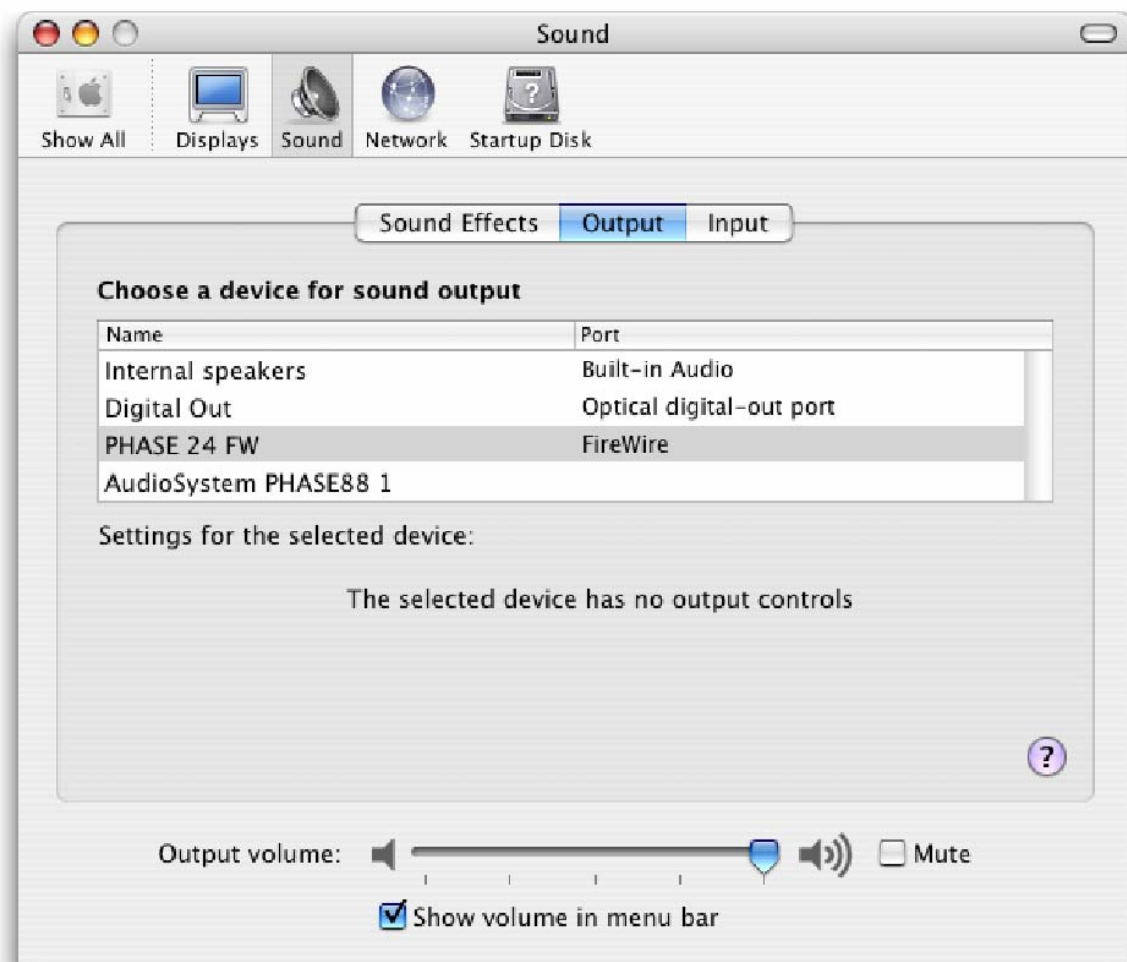 Sound
Show All Displays Sound Network Startup Disk
Sound Effects Output Input
Choose a device for sound output
Name Port
Internal speakers Built-in Audio
Digital Out Optical digital-out port
PHASE 24 FW FireWire
AudioSystem PHASE88 1
Settings for the selected device:
The selected device has no output controls
?
Output volume: Mute
Show volume in menu bar